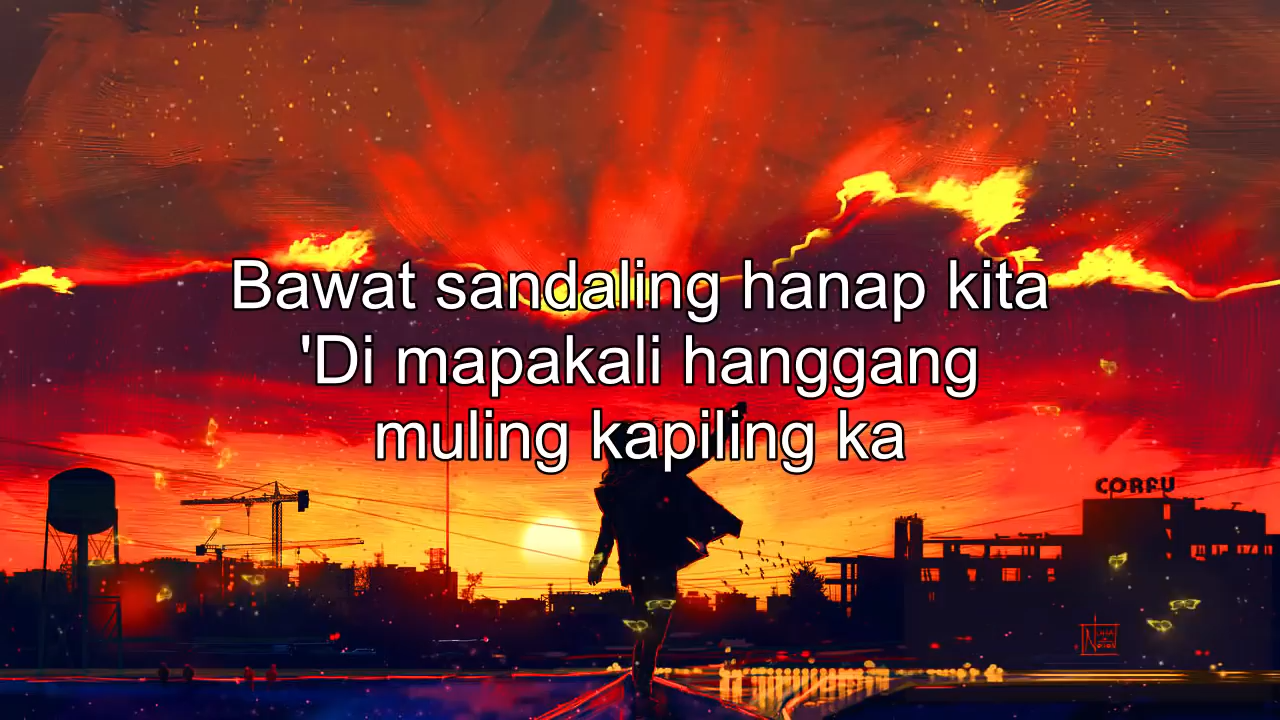 Bawat sandaling hanap kita
'Di mapakali hanggang
muling kapiling ka
CORFU